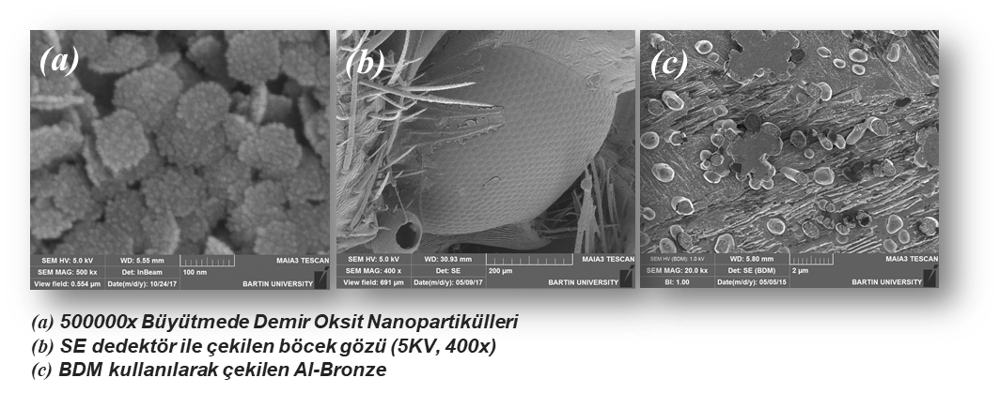 (a)
SEM HV: 5.0 kV WD: 5.55 mm MAIA3 TESCAN
SEM MAG: 500 kx Det: InBeam 100 nm
View field: 0.554 µm Date(m/d/y): 10/24/17 BARTIN UNIVERSITY
(b)
SEM HV: 5.0 kV WD: 30.93 mm MAIA3 TESCAN
SEM MAG: 400 x Det: SE 200 µm
View field: 691 µm Date(m/d/y): 05/09/17 BARTIN UNIVERSITY
(c)
SEM HV (BDM): 1.0 kV WD: 5.80 mm MAIA3 TESCAN
SEM MAG: 20.0 kx Det: SE (BDM) 2 µm
BI: 1.00 Date(m/d/y): 05/05/15 BARTIN UNIVERSITY
(a) 500000x Büyütmede Demir Oksit Nanopartikülleri
(b) SE dedektör ile çekilen böcek gözü (5KV, 400x)
(c) BDM kullanılarak çekilen Al-Bronze